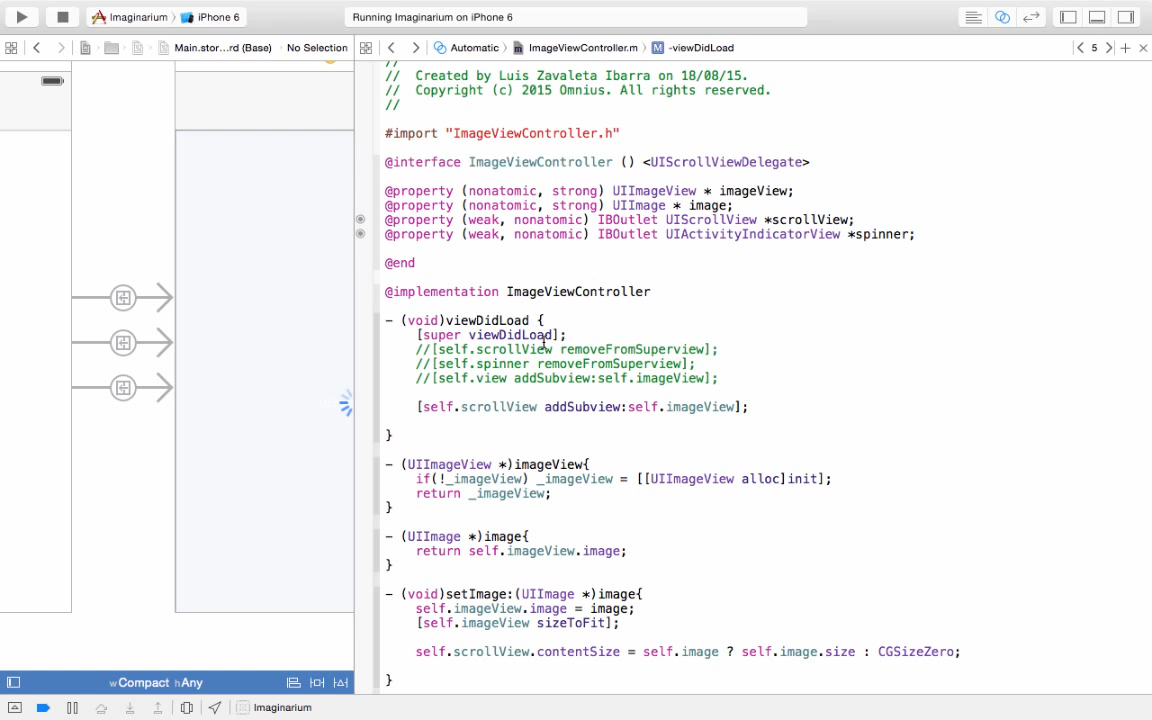 Imaginarium
iPhone 6
Running Imaginarium on iPhone 6
Main.stor...rd (Base)
No Selection
Automatic
ImageViewController.m
M
-viewDidLoad
5
//
//  Created by Luis Zavaleta Ibarra on 18/08/15.
//  Copyright (c) 2015 Omnius. All rights reserved.
//
#import "ImageViewController.h"
@interface ImageViewController () <UIScrollViewDelegate>
@property (nonatomic, strong) UIImageView * imageView;
@property (nonatomic, strong) UIImage * image;
@property (weak, nonatomic) IBOutlet UIScrollView *scrollView;
@property (weak, nonatomic) IBOutlet UIActivityIndicatorView *spinner;
@end
@implementation ImageViewController
- (void)viewDidLoad {
[super viewDidLoad];
//[self.scrollView removeFromSuperview];
//[self.spinner removeFromSuperview];
//[self.view addSubview:self.imageView];
[self.scrollView addSubview:self.imageView];
}
- (UIImageView *)imageView{
if(!_imageView) _imageView = [[UIImageView alloc]init];
return _imageView;
}
- (UIImage *)image{
return self.imageView.image;
}
- (void)setImage:(UIImage *)image{
self.imageView.image = image;
[self.imageView sizeToFit];
self.scrollView.contentSize = self.image ? self.image.size : CGSizeZero;
}
wCompact hAny
Imaginarium